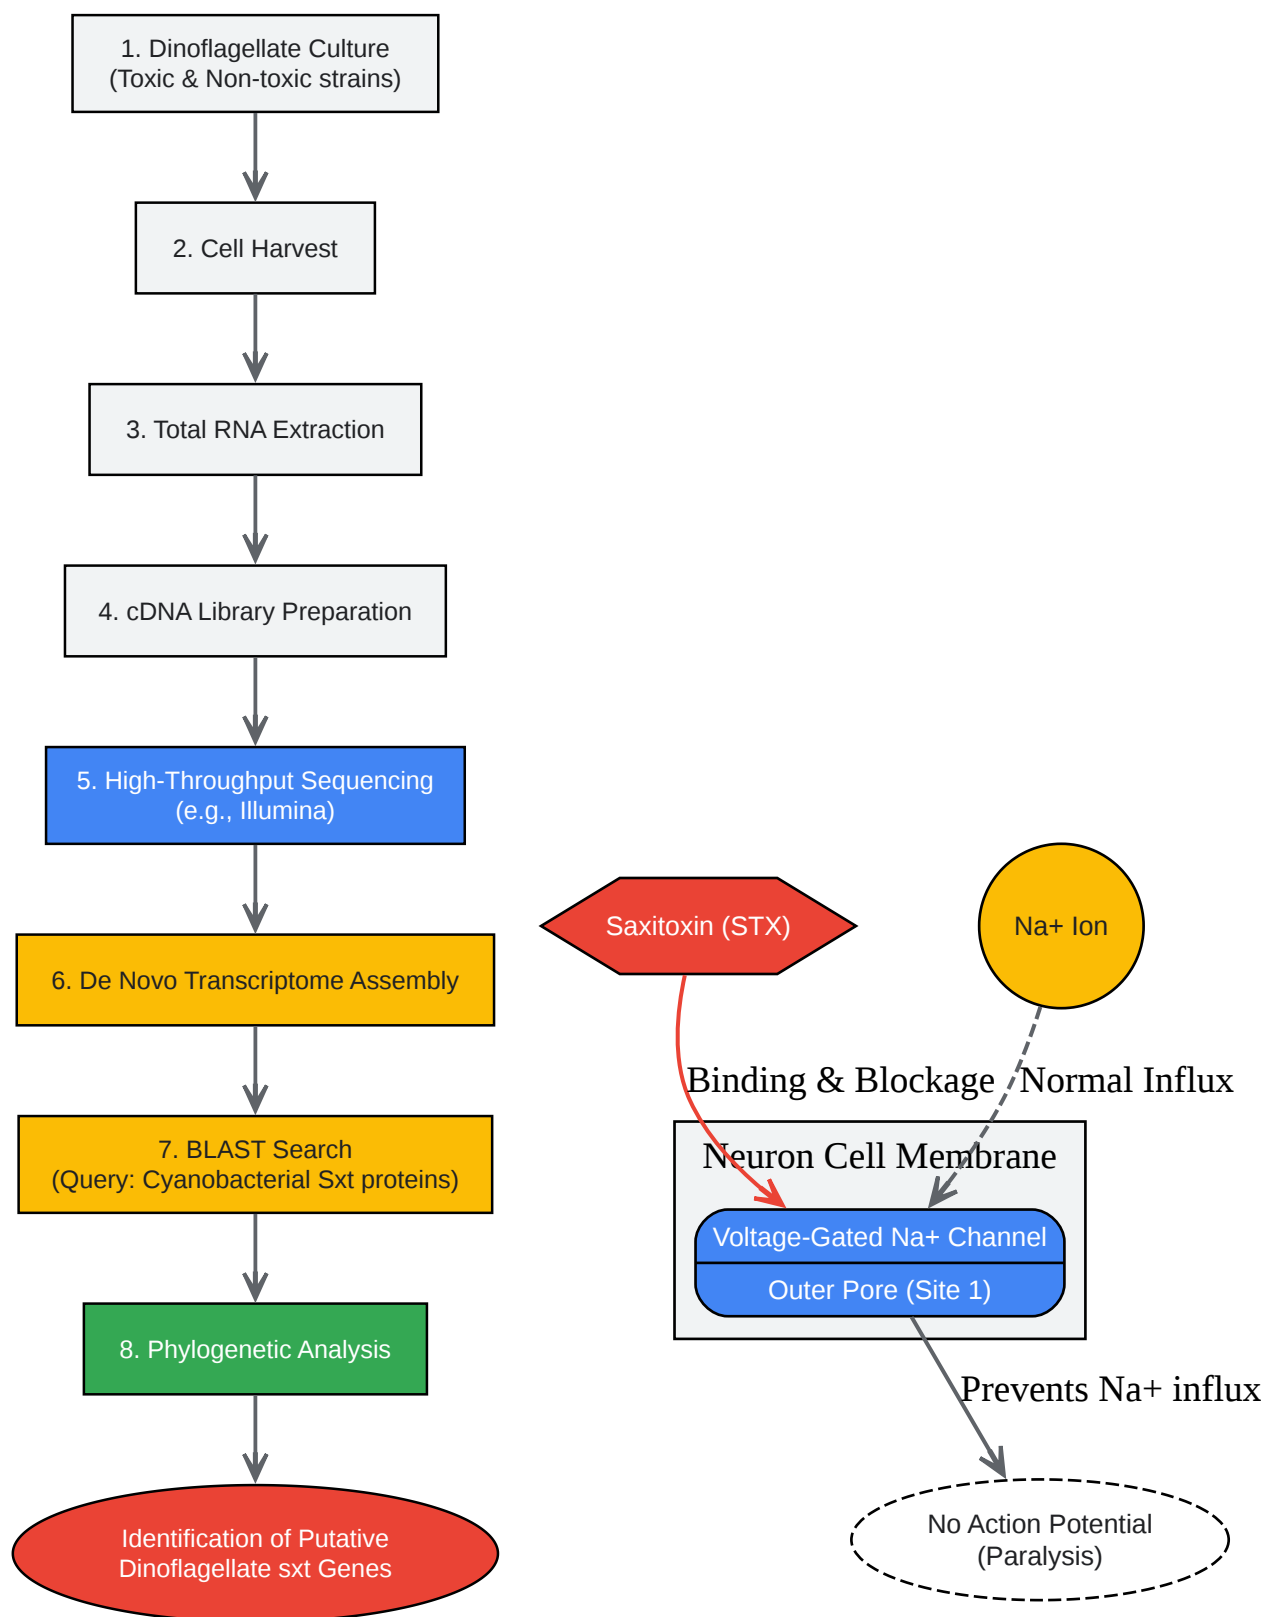 1. Dinoflagellate Culture
(Toxic & Non-toxic strains)
2. Cell Harvest
3. Total RNA Extraction
4. cDNA Library Preparation
5. High-Throughput Sequencing
(e.g., Illumina)
6. De Novo Transcriptome Assembly
7. BLAST Search
(Query: Cyanobacterial Sxt proteins)
8. Phylogenetic Analysis
Identification of Putative
Dinoflagellate sxt Genes
Saxitoxin (STX)
Na+ Ion
Binding & Blockage
Normal Influx
Neuron Cell Membrane
Voltage-Gated Na+ Channel
Outer Pore (Site 1)
Prevents Na+ influx
No Action Potential
(Paralysis)